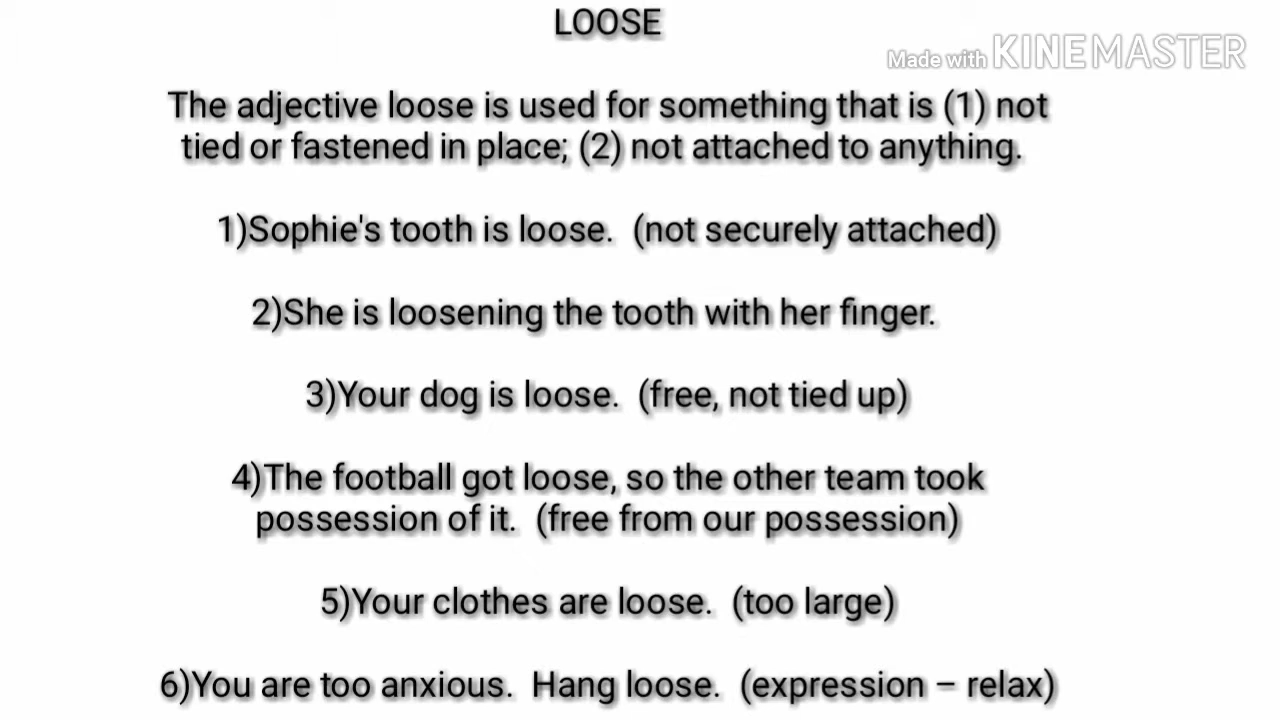 LOOSE
Made with KINEMASTER
The adjective loose is used for something that is (1) not
tied or fastened in place; (2) not attached to anything.
1)Sophie's tooth is loose.  (not securely attached)
2)She is loosening the tooth with her finger.
3)Your dog is loose.  (free, not tied up)
4)The football got loose, so the other team took
possession of it.  (free from our possession)
5)Your clothes are loose.  (too large)
6)You are too anxious.  Hang loose.  (expression – relax)